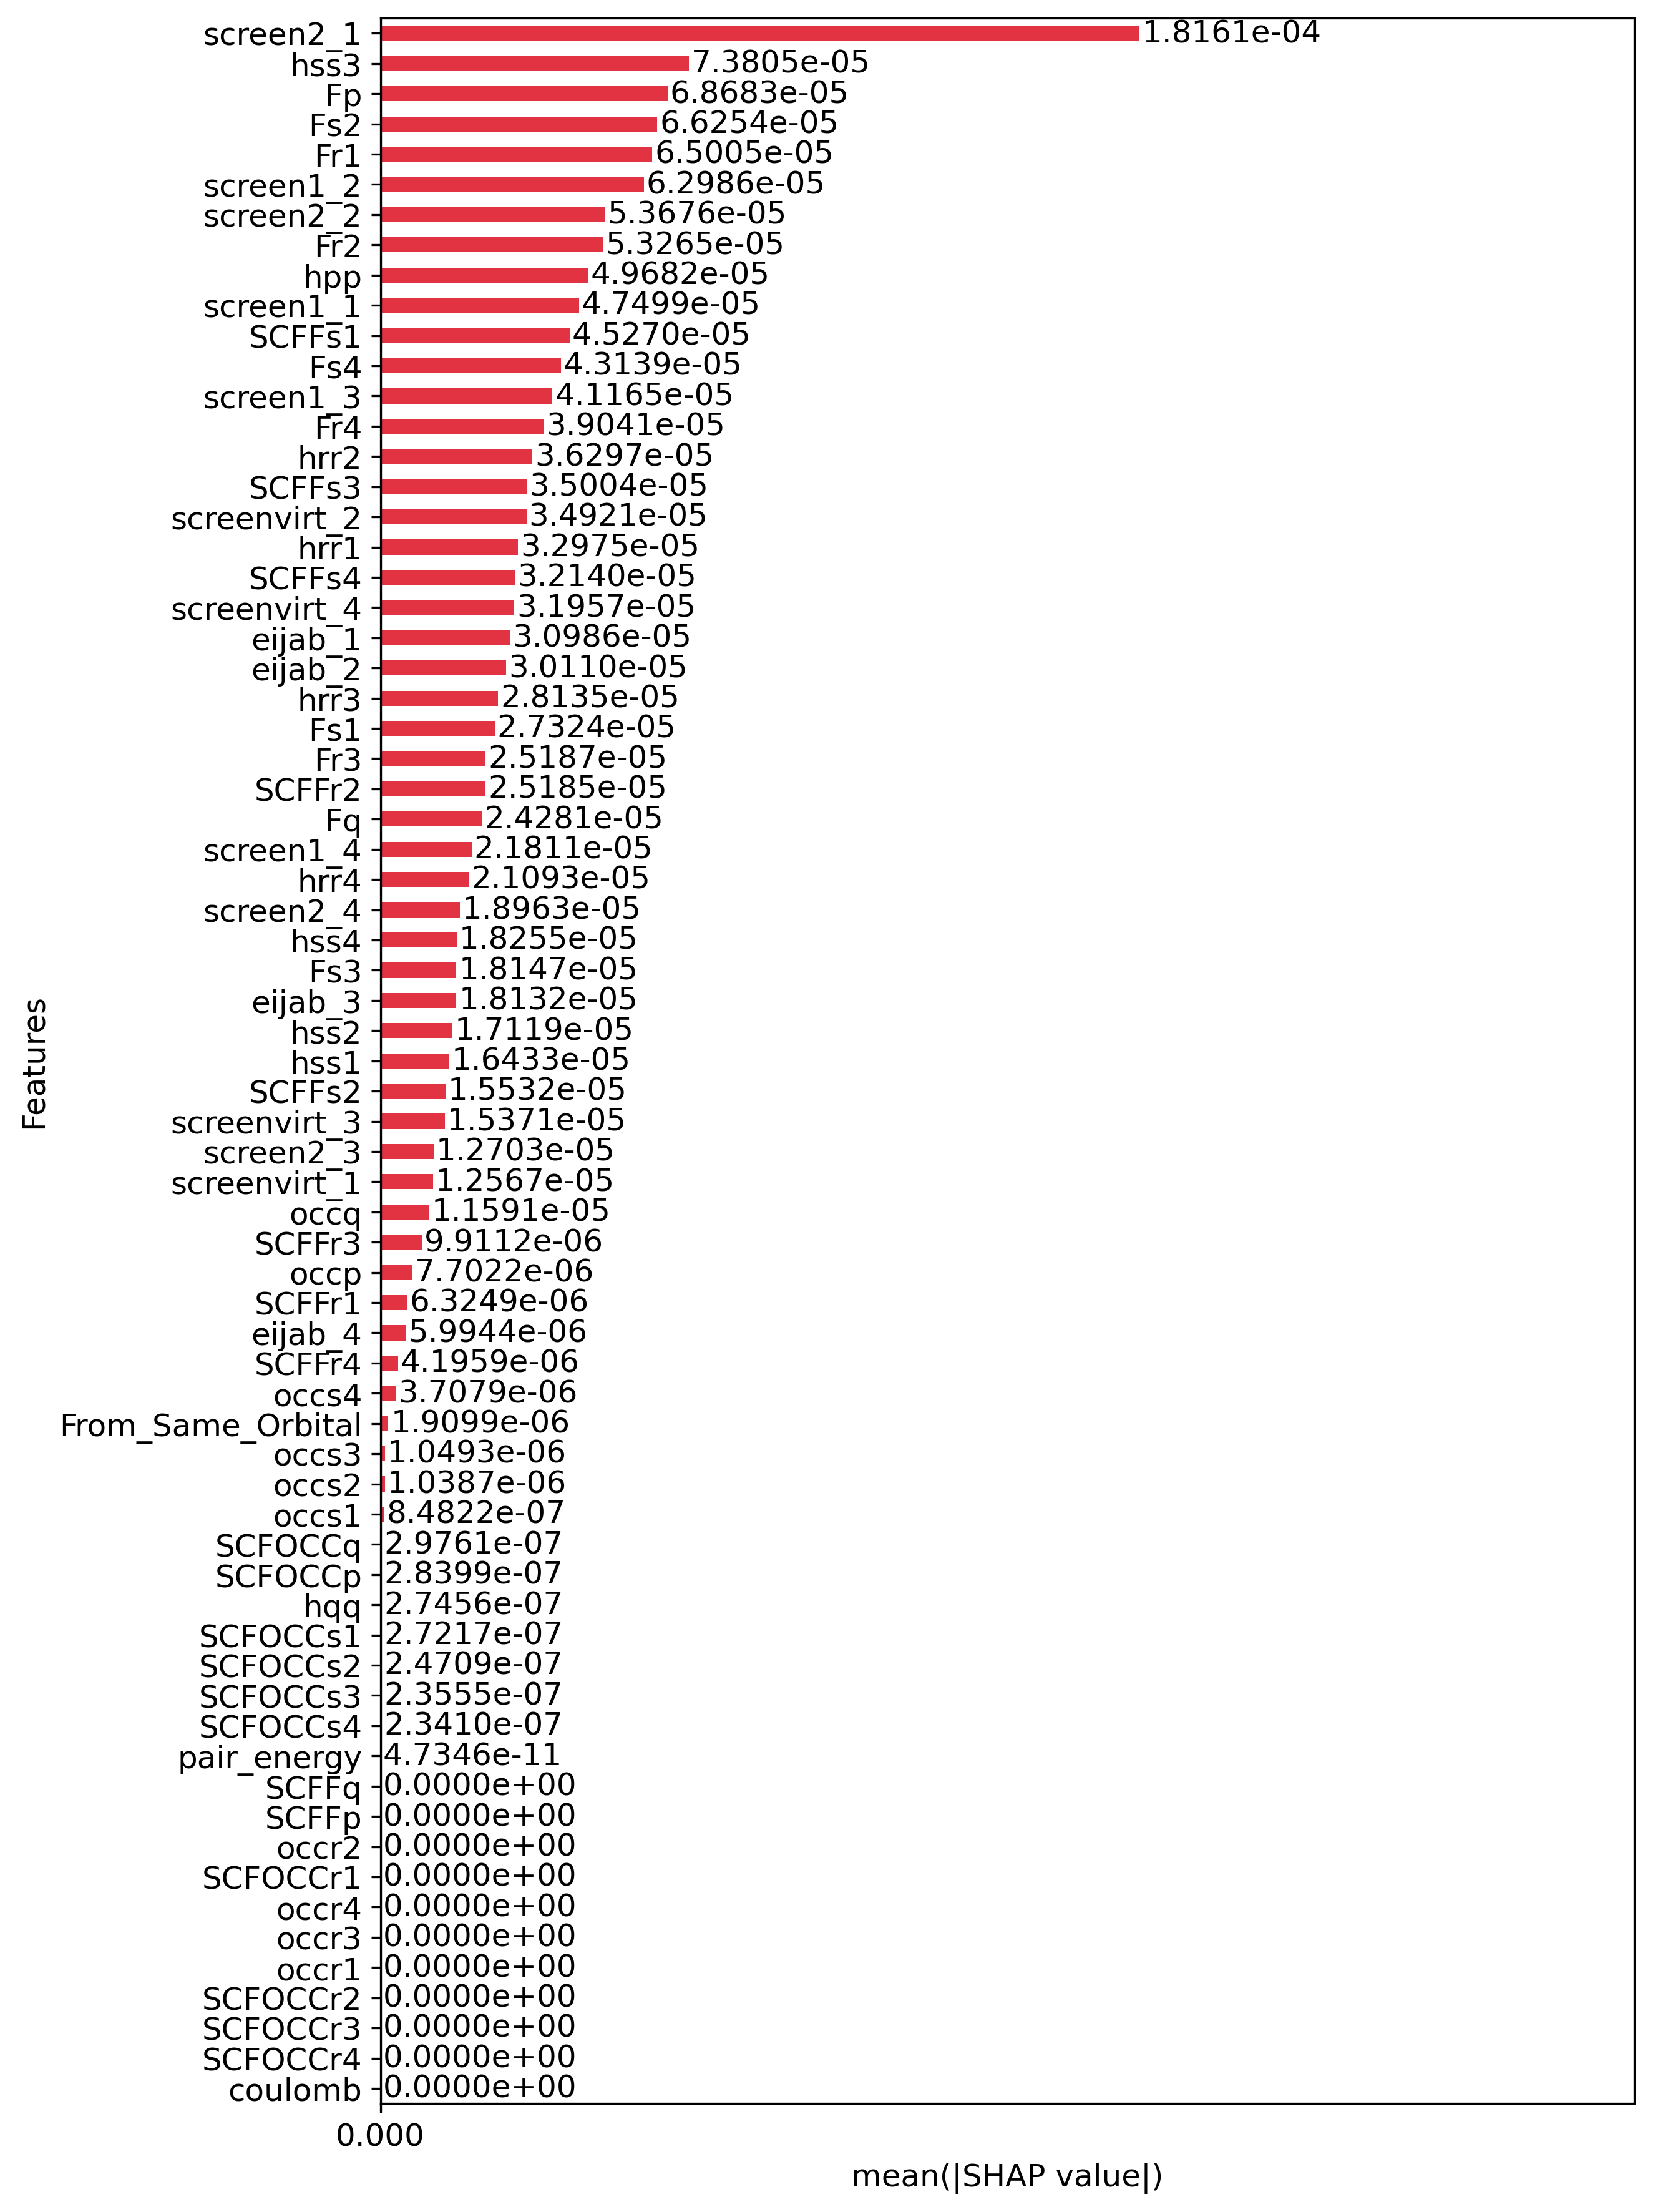 screen2_1 1.8161e-04
hss3 7.3805e-05
Fp 6.8683e-05
Fs2 6.6254e-05
Fr1 6.5005e-05
screen1_2 6.2986e-05
screen2_2 5.3676e-05
Fr2 5.3265e-05
hpp 4.9682e-05
screen1_1 4.7499e-05
SCFFs1 4.5270e-05
Fs4 4.3139e-05
screen1_3 4.1165e-05
Fr4 3.9041e-05
hrr2 3.6297e-05
SCFFs3 3.5004e-05
screenvirt_2 3.4921e-05
hrr1 3.2975e-05
SCFFs4 3.2140e-05
screenvirt_4 3.1957e-05
eijab_1 3.0986e-05
eijab_2 3.0110e-05
hrr3 2.8135e-05
Fs1 2.7324e-05
Fr3 2.5187e-05
SCFFr2 2.5185e-05
Fq 2.4281e-05
screen1_4 2.1811e-05
hrr4 2.1093e-05
screen2_4 1.8963e-05
hss4 1.8255e-05
Fs3 1.8147e-05
eijab_3 1.8132e-05
hss2 1.7119e-05
hss1 1.6433e-05
SCFFs2 1.5532e-05
screenvirt_3 1.5371e-05
screen2_3 1.2703e-05
screenvirt_1 1.2567e-05
occq 1.1591e-05
SCFFr3 9.9112e-06
occp 7.7022e-06
SCFFr1 6.3249e-06
eijab_4 5.9944e-06
SCFFr4 4.1959e-06
occs4 3.7079e-06
From_Same_Orbital 1.9099e-06
occs3 1.0493e-06
occs2 1.0387e-06
occs1 8.4822e-07
SCFOCCq 2.9761e-07
SCFOCCp 2.8399e-07
hqq 2.7456e-07
SCFOCCs1 2.7217e-07
SCFOCCs2 2.4709e-07
SCFOCCs3 2.3555e-07
SCFOCCs4 2.3410e-07
pair_energy 4.7346e-11
SCFFq 0.0000e+00
SCFFp 0.0000e+00
occr2 0.0000e+00
SCFOCCr1 0.0000e+00
occr4 0.0000e+00
occr3 0.0000e+00
occr1 0.0000e+00
SCFOCCr2 0.0000e+00
SCFOCCr3 0.0000e+00
SCFOCCr4 0.0000e+00
coulomb 0.0000e+00
Features
0.000
mean(|SHAP value|)